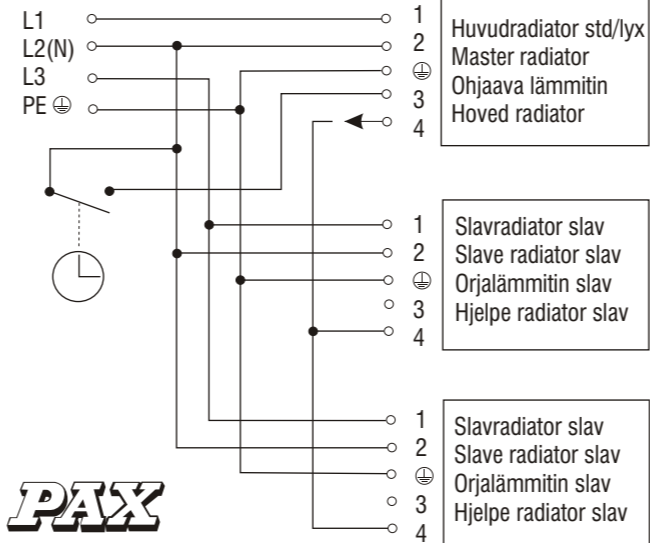 L1
L2(N)
L3
PE ⏚
1
2
⏚
3
4
Huvudradiator std/lyx
Master radiator
Ohjaava lämmitin
Hoved radiator
1
2
⏚
3
4
Slavradiator slav
Slave radiator slav
Orjalämmitin slav
Hjelpe radiator slav
1
2
⏚
3
4
Slavradiator slav
Slave radiator slav
Orjalämmitin slav
Hjelpe radiator slav
PAX